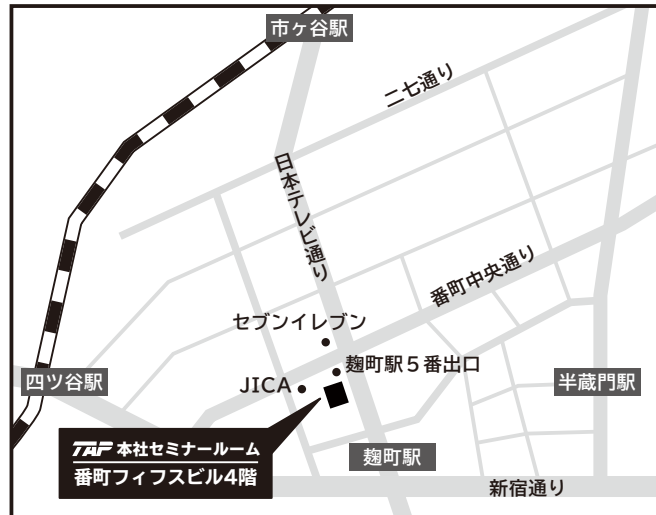 市ヶ谷駅
二七通り
日本テレビ通り
番町中央通り
セブンイレブン
麹町駅5番出口
JICA
四ツ谷駅
半蔵門駅
TAP 本社セミナールーム
番町フィフスビル4階
麹町駅
新宿通り